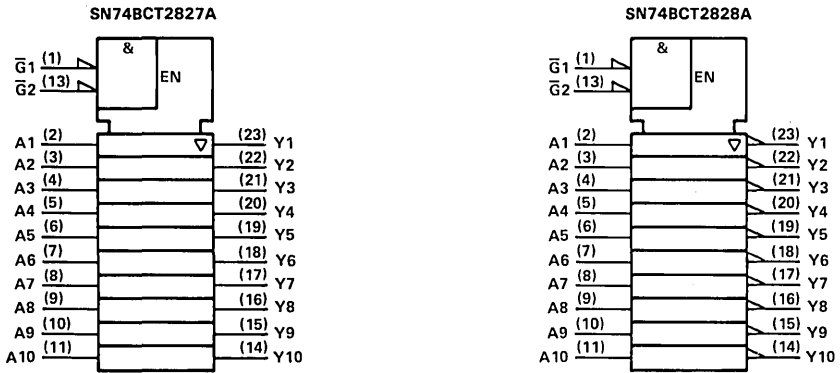 SN74BCT2827A
&
G̅1 (1)
G̅2 (13)
EN
A1 (2) (23) Y1
A2 (3) (22) Y2
A3 (4) (21) Y3
A4 (5) (20) Y4
A5 (6) (19) Y5
A6 (7) (18) Y6
A7 (8) (17) Y7
A8 (9) (16) Y8
A9 (10) (15) Y9
A10 (11) (14) Y10
SN74BCT2828A
&
G̅1 (1)
G̅2 (13)
EN
A1 (2) (23) Y1
A2 (3) (22) Y2
A3 (4) (21) Y3
A4 (5) (20) Y4
A5 (6) (19) Y5
A6 (7) (18) Y6
A7 (8) (17) Y7
A8 (9) (16) Y8
A9 (10) (15) Y9
A10 (11) (14) Y10